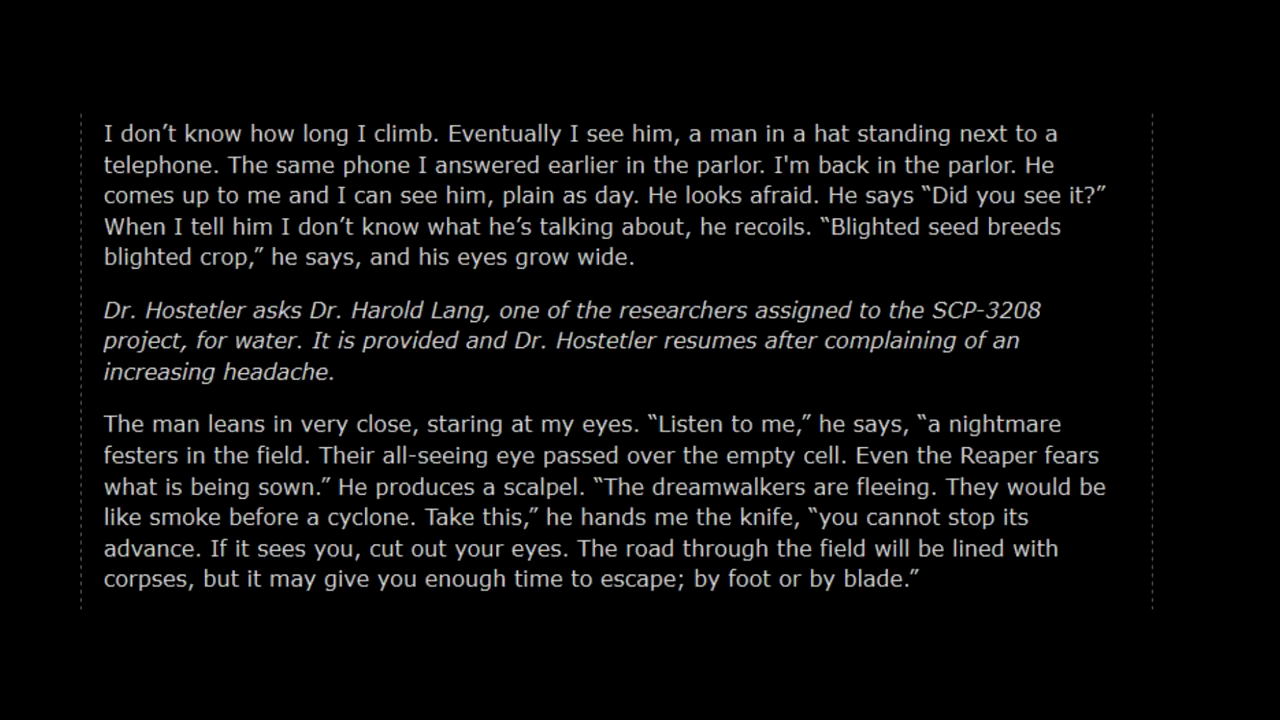 I don’t know how long I climb. Eventually I see him, a man in a hat standing next to a
telephone. The same phone I answered earlier in the parlor. I'm back in the parlor. He
comes up to me and I can see him, plain as day. He looks afraid. He says “Did you see it?”
When I tell him I don’t know what he’s talking about, he recoils. “Blighted seed breeds
blighted crop,” he says, and his eyes grow wide.
Dr. Hostetler asks Dr. Harold Lang, one of the researchers assigned to the SCP-3208
project, for water. It is provided and Dr. Hostetler resumes after complaining of an
increasing headache.
The man leans in very close, staring at my eyes. “Listen to me,” he says, “a nightmare
festers in the field. Their all-seeing eye passed over the empty cell. Even the Reaper fears
what is being sown.” He produces a scalpel. “The dreamwalkers are fleeing. They would be
like smoke before a cyclone. Take this,” he hands me the knife, “you cannot stop its
advance. If it sees you, cut out your eyes. The road through the field will be lined with
corpses, but it may give you enough time to escape; by foot or by blade.”